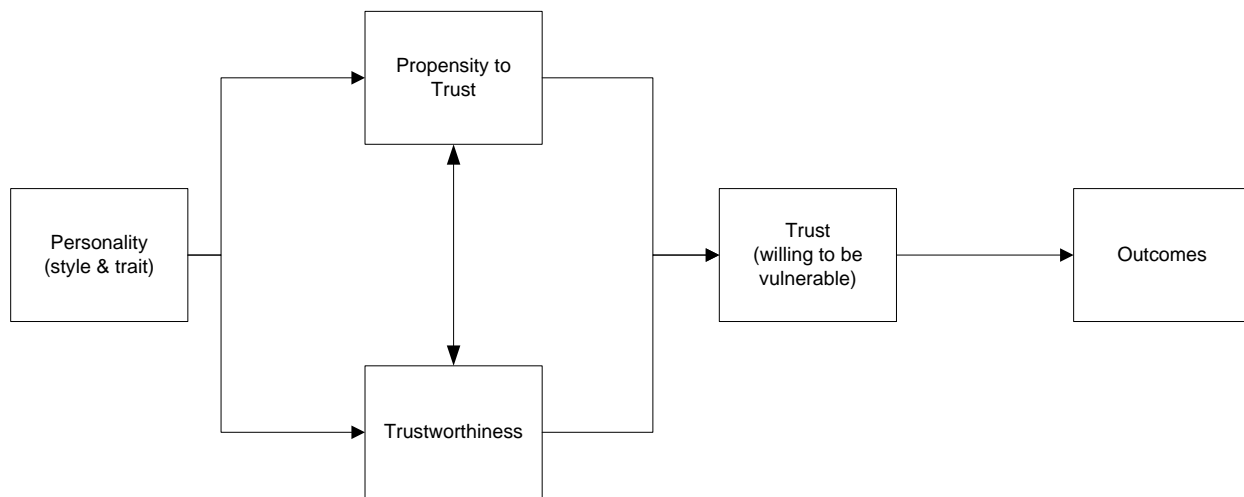 Propensity to
Trust
Personality
(style & trait)
Trust
(willing to be
vulnerable)
Outcomes
Trustworthiness